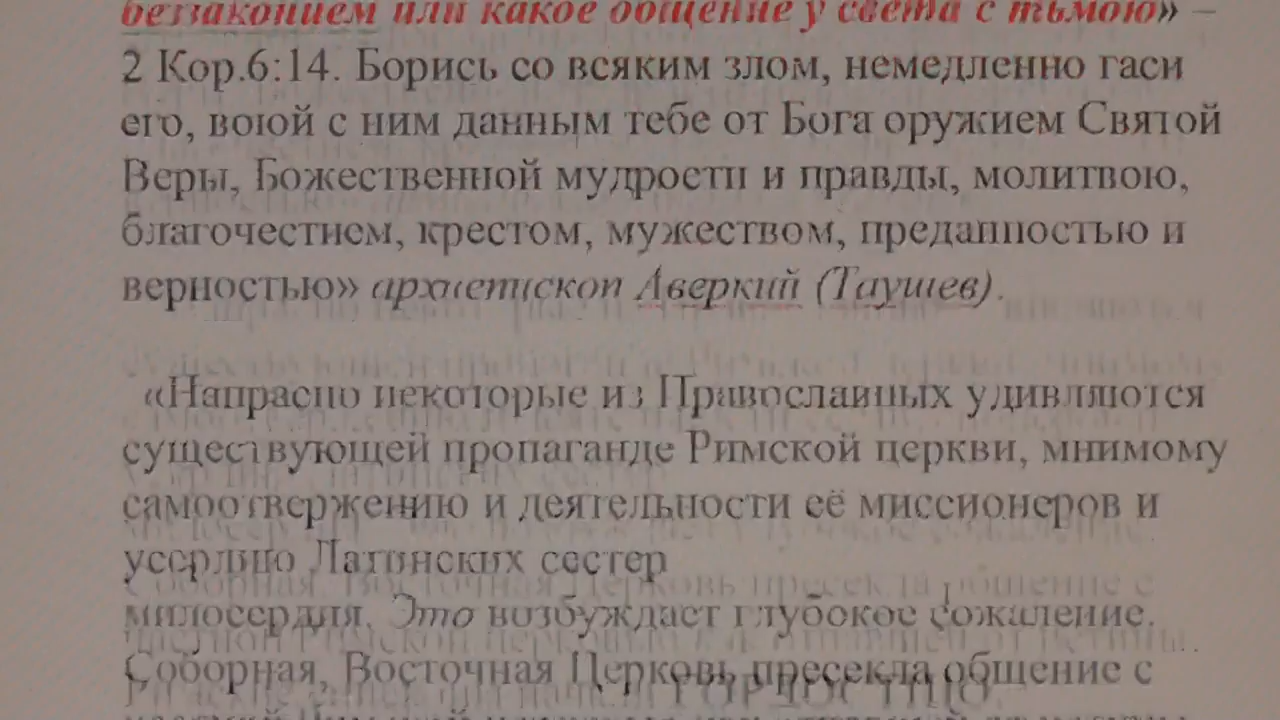 беззаконием или какое общение у света с тьмою» –
2 Кор.6:14. Борись со всяким злом, немедленно гаси
его, воюй с ним данным тебе от Бога оружием Святой
Веры, Божественной мудрости и правды, молитвою,
благочестием, крестом, мужеством, преданностью и
верностью» архиепископ Аверкий (Таушев).
«Напрасно некоторые из Православных удивляются
существующей пропаганде Римской церкви, мнимому
самоотвержению и деятельности её миссионеров и
усердию Латинских сестер
милосердия. Это возбуждает глубокое сожаление.
Соборная, Восточная Церковь пресекла общение с